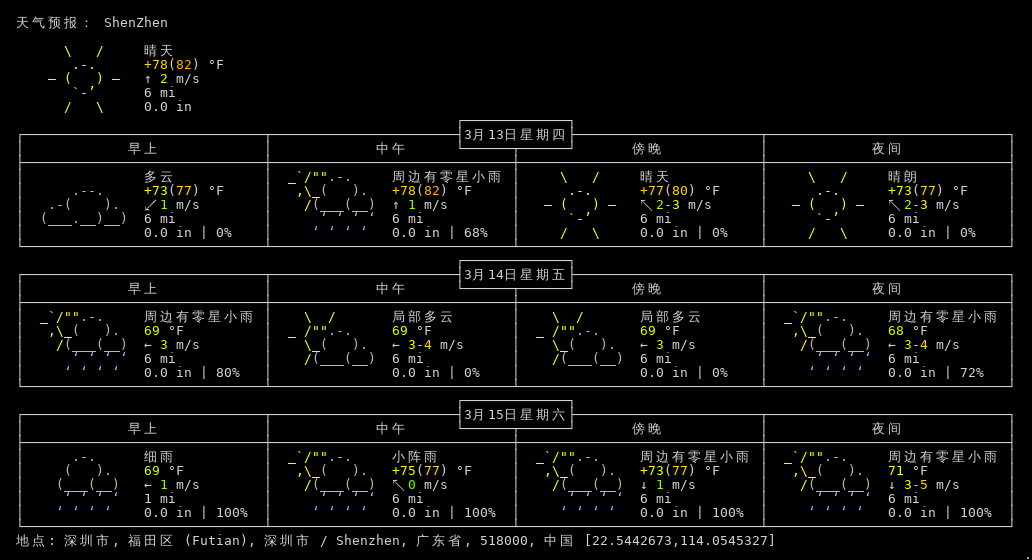 天气预报： ShenZhen
晴天
+78(82) °F
↑ 2 m/s
6 mi
0.0 in
3月13日星期四
早上 中午 傍晚 夜间
多云 周边有零星小雨 晴天 晴朗
+73(77) °F +78(82) °F +77(80) °F +73(77) °F
↙ 1 m/s ↑ 1 m/s ↖ 2-3 m/s ↖ 2-3 m/s
6 mi 6 mi 6 mi 6 mi
0.0 in | 0% 0.0 in | 68% 0.0 in | 0% 0.0 in | 0%
3月14日星期五
早上 中午 傍晚 夜间
周边有零星小雨 局部多云 局部多云 周边有零星小雨
69 °F 69 °F 69 °F 68 °F
← 3 m/s ← 3-4 m/s ← 3 m/s ← 3-4 m/s
6 mi 6 mi 6 mi 6 mi
0.0 in | 80% 0.0 in | 0% 0.0 in | 0% 0.0 in | 72%
3月15日星期六
早上 中午 傍晚 夜间
细雨 小阵雨 周边有零星小雨 周边有零星小雨
69 °F +75(77) °F +73(77) °F 71 °F
← 1 m/s ↖ 0 m/s ↓ 1 m/s ↓ 3-5 m/s
1 mi 6 mi 6 mi 6 mi
0.0 in | 100% 0.0 in | 100% 0.0 in | 100% 0.0 in | 100%
地点: 深圳市, 福田区 (Futian), 深圳市 / Shenzhen, 广东省, 518000, 中国 [22.5442673,114.0545327]